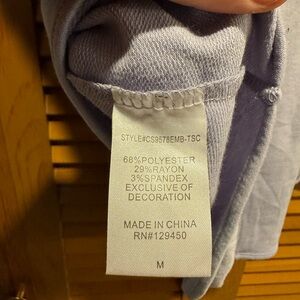 STYLE#CS9578EMB-TSC
68%POLYESTER
29%RAYON
3%SPANDEX
EXCLUSIVE OF
DECORATION
MADE IN CHINA
RN#129450
M